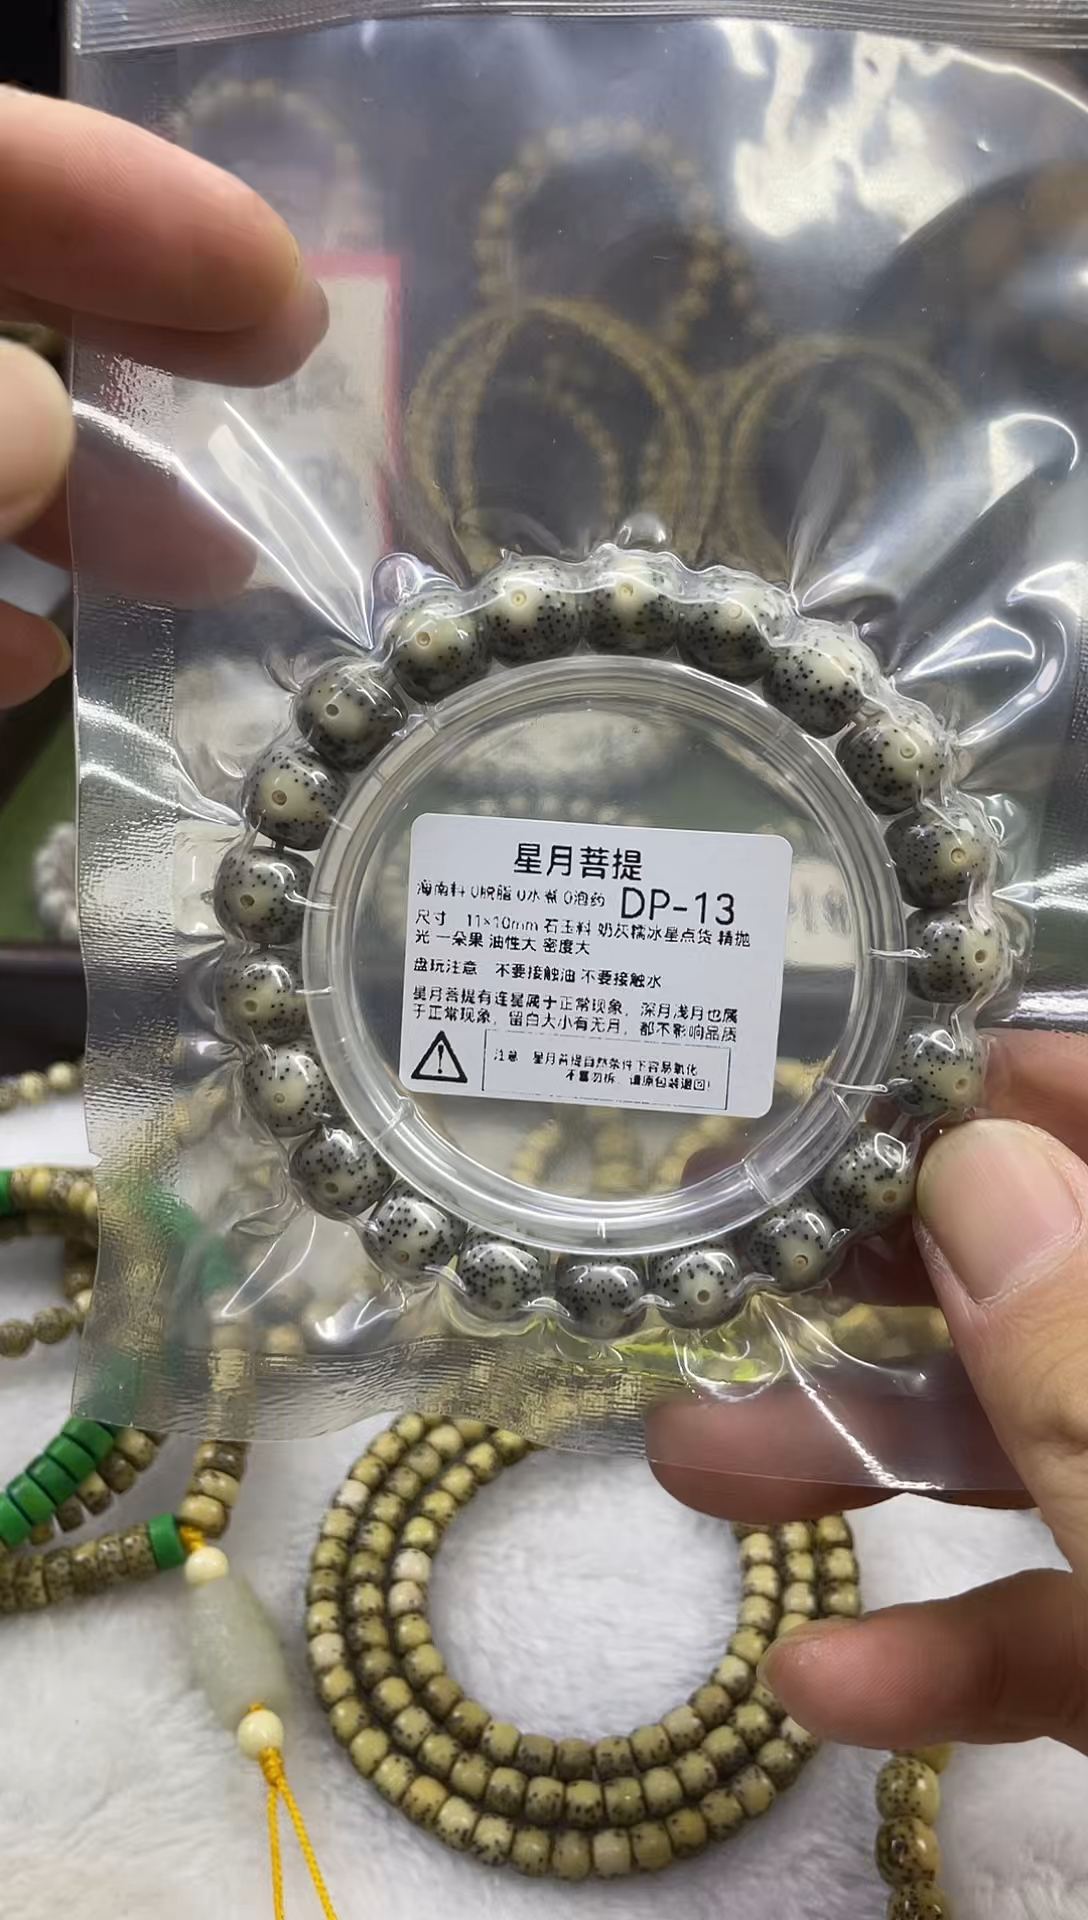 星月菩提
海南料 0脱脂 0水煮 0泡药 DP-13
尺寸 11×10mm 石玉料 奶灰糯冰星点货 精抛
光 一朵果 油性大 密度大
盘玩注意 不要接触油 不要接触水
星月菩提有连星属于正常现象，深月浅月也属
于正常现象，留白大小有无月，都不影响品质
注意 星月菩提自然条件下容易氧化
不喜勿拆，请原包装退回！